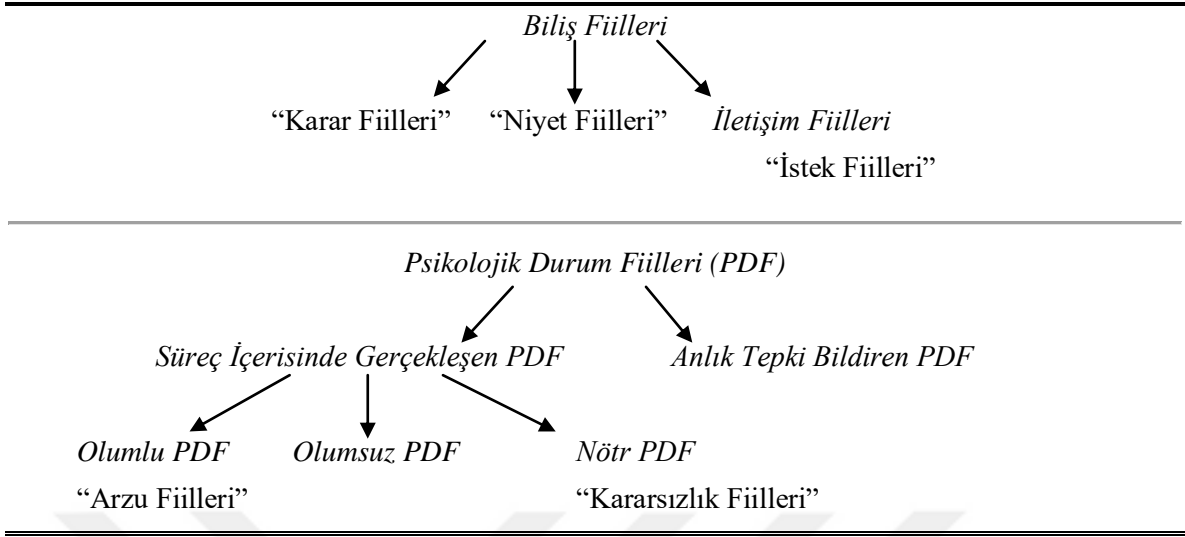 Biliş Fiilleri
“Karar Fiilleri” “Niyet Fiilleri” İletişim Fiilleri
“İstek Fiilleri”
Psikolojik Durum Fiilleri (PDF)
Süreç İçerisinde Gerçekleşen PDF Anlık Tepki Bildiren PDF
Olumlu PDF Olumsuz PDF Nötr PDF
“Arzu Fiilleri” “Kararsızlık Fiilleri”